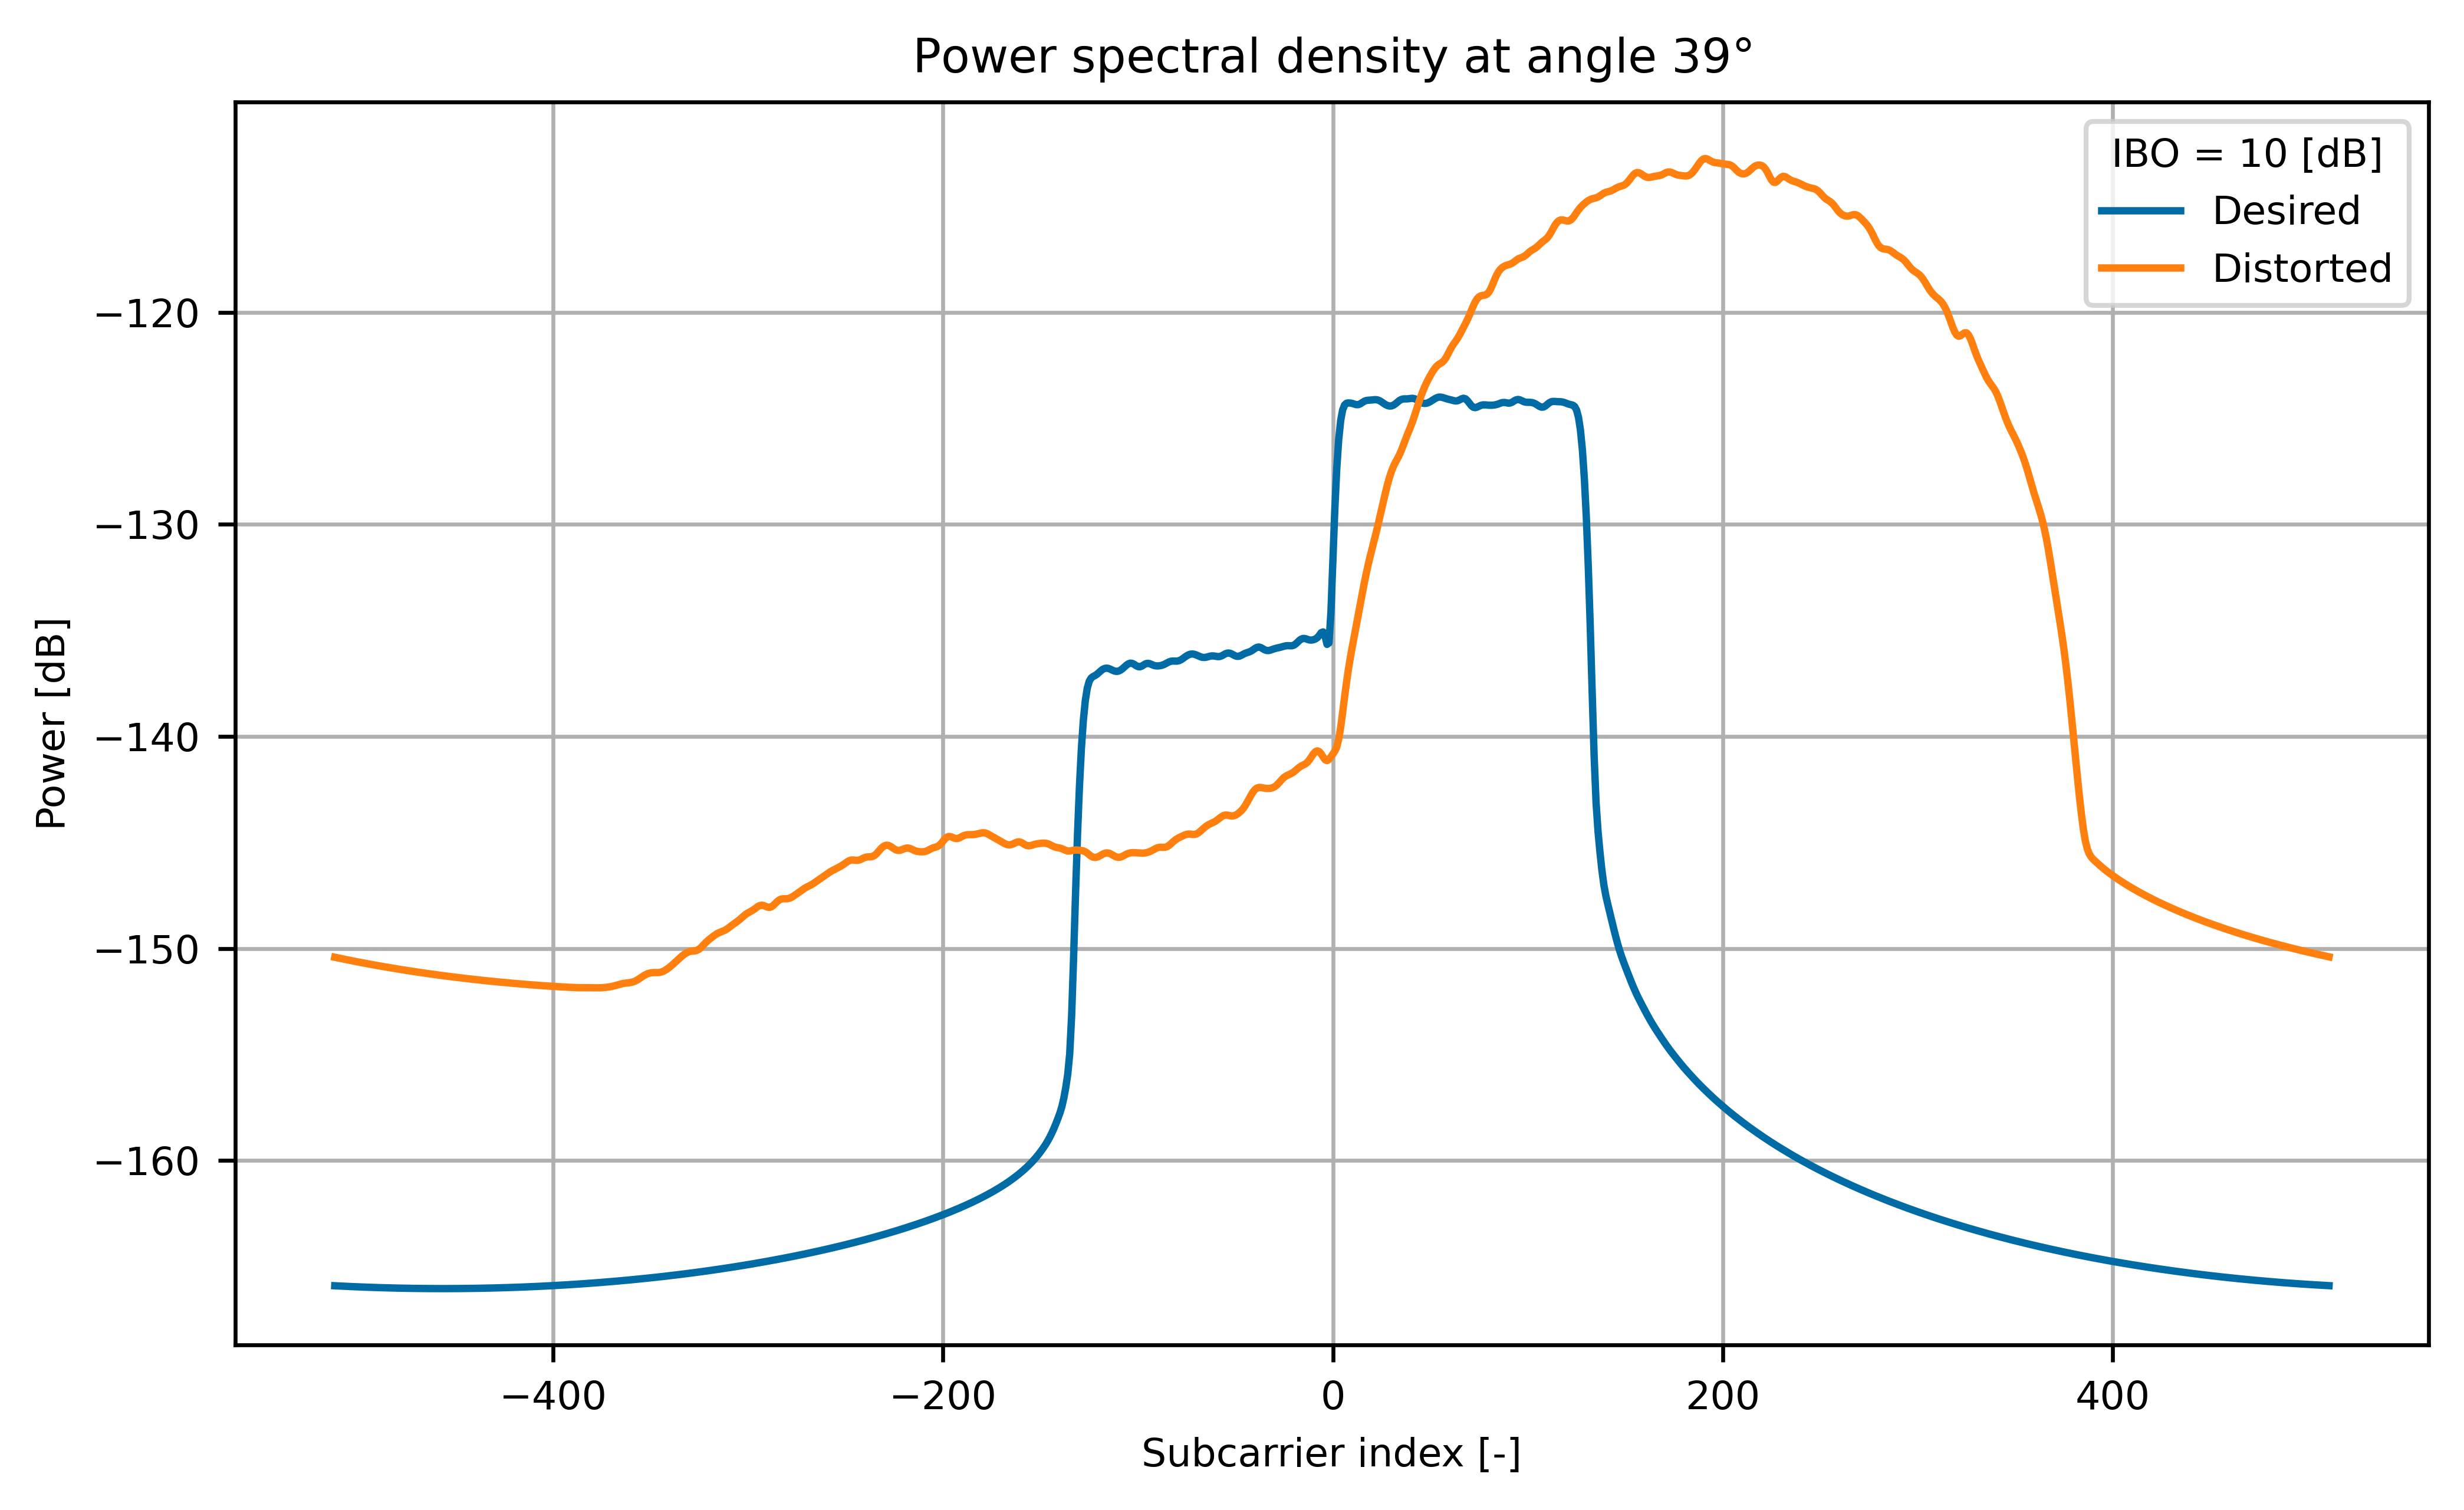 Power spectral density at angle 39°
IBO = 10 [dB]
Desired
Distorted
Power [dB]
−120
−130
−140
−150
−160
−400
−200
0
200
400
Subcarrier index [-]